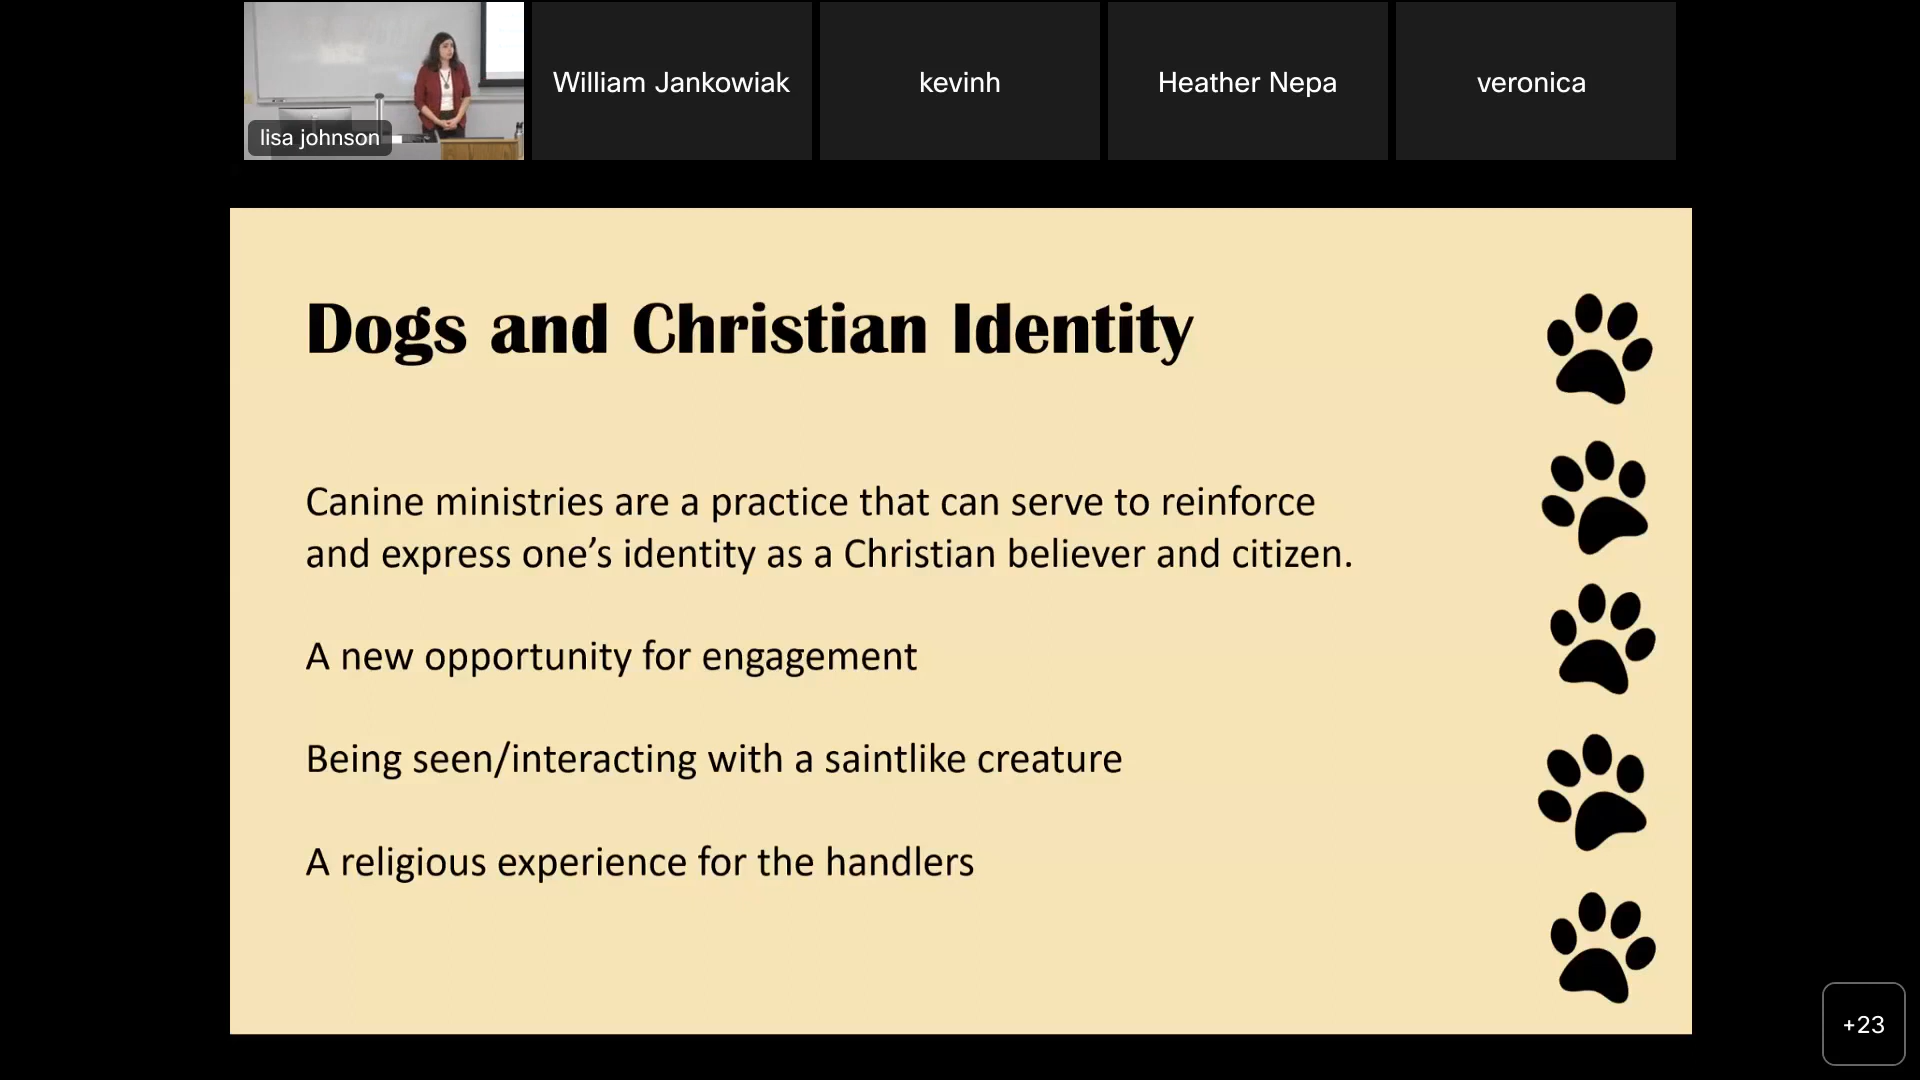 William Jankowiak
kevinh
Heather Nepa
veronica
lisa johnson
Dogs and Christian Identity
Canine ministries are a practice that can serve to reinforce
and express one’s identity as a Christian believer and citizen.
A new opportunity for engagement
Being seen/interacting with a saintlike creature
A religious experience for the handlers
+23